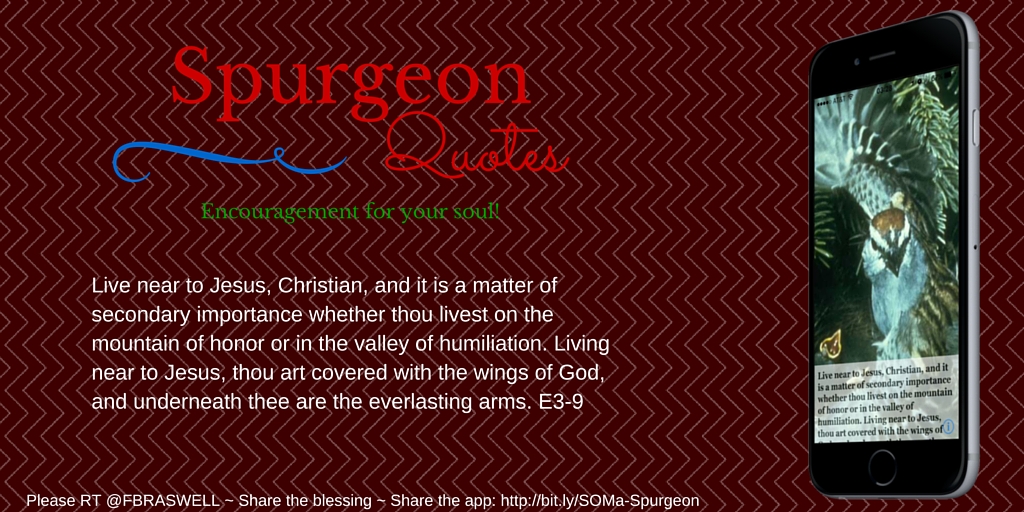 Spurgeon
Quotes
Encouragement for your soul!
Live near to Jesus, Christian, and it is a matter of
secondary importance whether thou livest on the
mountain of honor or in the valley of humiliation. Living
near to Jesus, thou art covered with the wings of God,
and underneath thee are the everlasting arms. E3-9
Please RT @FBRASWELL ~ Share the blessing ~ Share the app: http://bit.ly/SOMa-Spurgeon
AT&T
Live near to Jesus, Christian, and it
is a matter of secondary importance
whether thou livest on the mountain
of honor or in the valley of
humiliation. Living near to Jesus,
thou art covered with the wings of